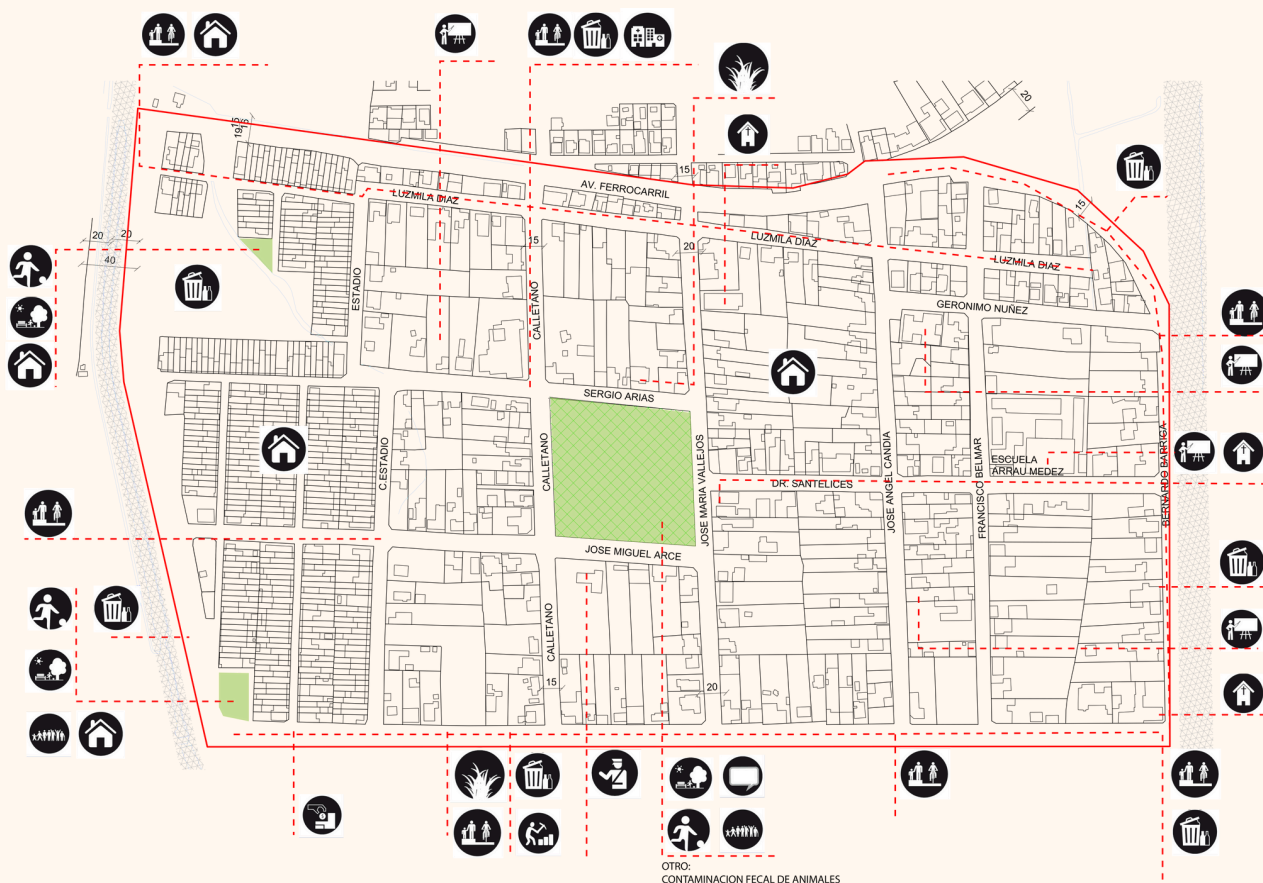 20
15
19,15
15
AV. FERROCARRIL
LUZMILA DIAZ
15
LUZMILA DIAZ
20
20
40
15
20
LUZMILA DIAZ
ESTADIO
CALLETANO
GERONIMO NUÑEZ
SERGIO ARIAS
C.ESTADIO
CALLETANO
JOSE MARIA VALLEJOS
JOSE ANGEL CANDIA
FRANCISCO BELMAR
BERNARDO BARRIGA
ESCUELA
ARRAU MEDEZ
DR. SANTELICES
JOSE MIGUEL ARCE
CALLETANO
15
20
OTRO:
CONTAMINACION FECAL DE ANIMALES